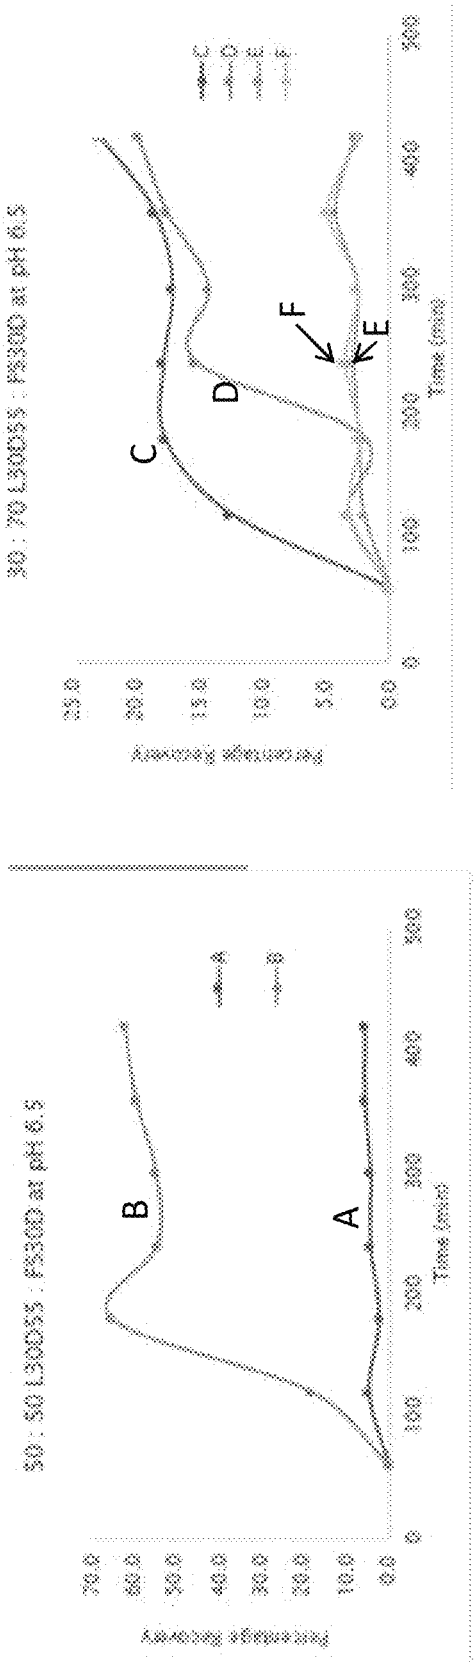 50 : 50 L30D55 : FS30D at pH 6.5
Percentage Recovery
70.0
60.0
50.0
40.0
30.0
20.0
10.0
0.0
0
100
200
300
400
500
Time (min)
B
A
A
B
30 : 70 L30D55 : FS30D at pH 6.5
Percentage Recovery
25.0
20.0
15.0
10.0
5.0
0.0
0
100
200
300
400
500
Time (min)
C
D
F
E
C
D
E
F